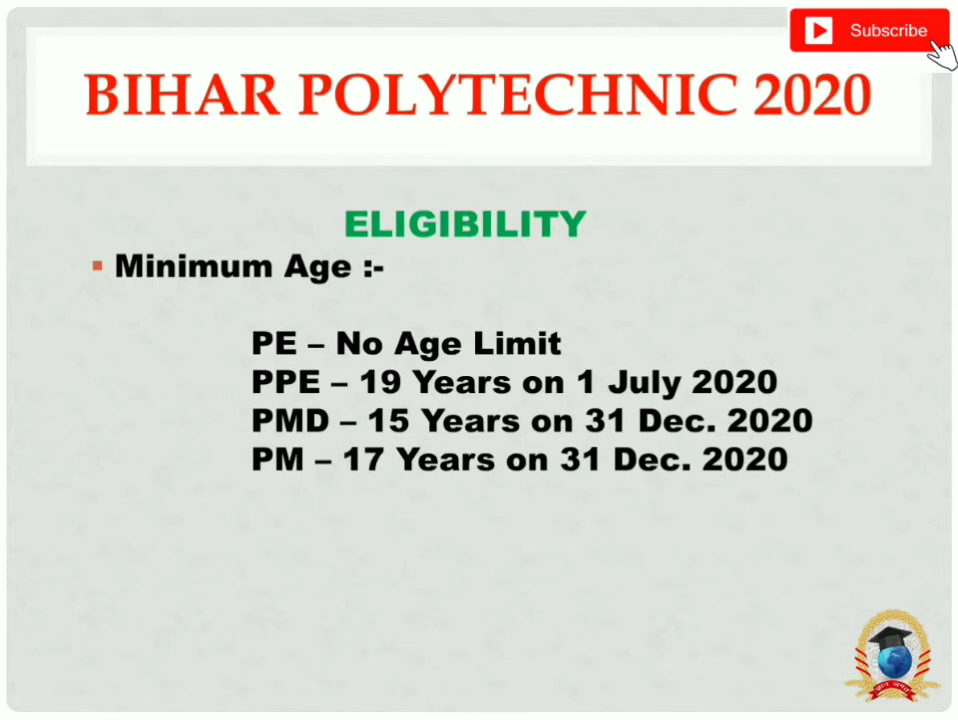 Subscribe
BIHAR POLYTECHNIC 2020
ELIGIBILITY
Minimum Age :-
PE – No Age Limit
PPE – 19 Years on 1 July 2020
PMD – 15 Years on 31 Dec. 2020
PM – 17 Years on 31 Dec. 2020